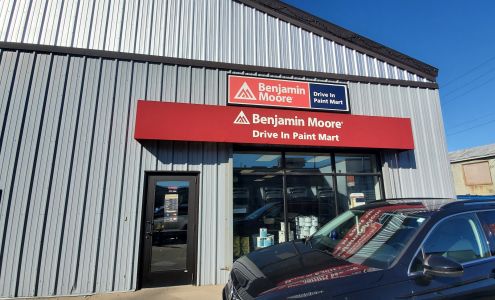 Benjamin
Moore
Drive In
Paint Mart
Benjamin Moore®
Drive In Paint Mart